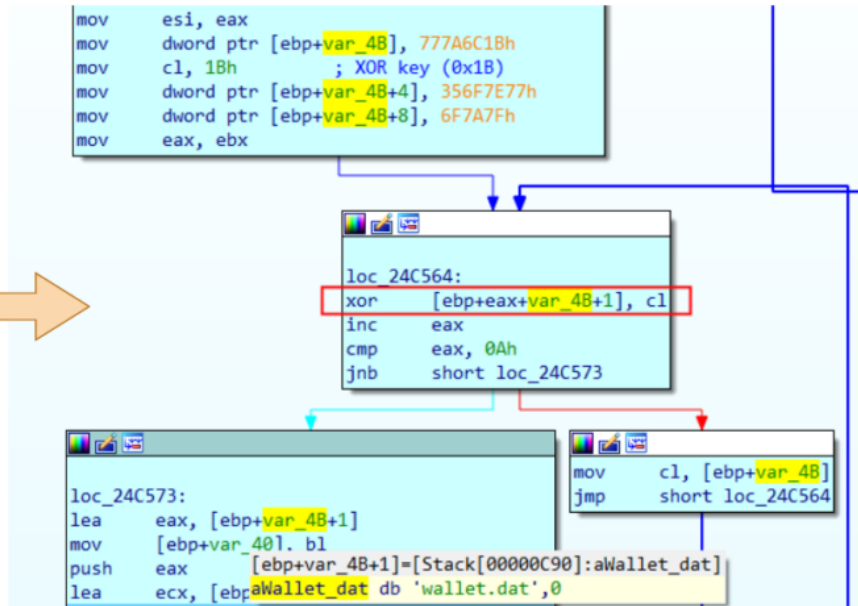 mov esi, eax
mov dword ptr [ebp+var_4B], 777A6C1Bh
mov cl, 1Bh ; XOR key (0x1B)
mov dword ptr [ebp+var_4B+4], 356F7E77h
mov dword ptr [ebp+var_4B+8], 6F7A7Fh
mov eax, ebx
loc_24C564:
xor [ebp+eax+var_4B+1], cl
inc eax
cmp eax, 0Ah
jnb short loc_24C573
loc_24C573:
lea eax, [ebp+var_4B+1]
mov [ebp+var_40], bl
push eax
lea ecx, [ebp
mov cl, [ebp+var_4B]
jmp short loc_24C564
[ebp+var_4B+1]=[Stack[00000C90]:aWallet_dat]
aWallet_dat db 'wallet.dat',0